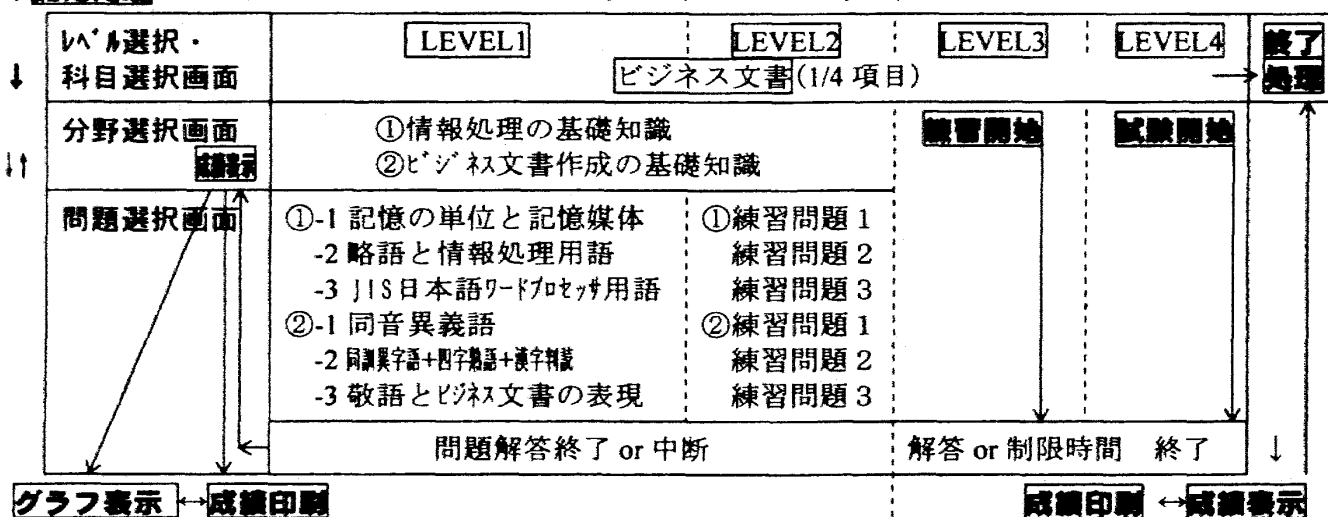 レベル選択・ LEVEL1 LEVEL2 LEVEL3 LEVEL4 終了
↓ 科目選択画面 ビジネス文書(1/4 項目) → 処理
分野選択画面 ①情報処理の基礎知識 練習開始 試験開始
↓↑ 成績表示 ②ビジネス文書作成の基礎知識
問題選択画面 ①-1 記憶の単位と記憶媒体 ①練習問題 1
-2 略語と情報処理用語 練習問題 2
-3 JIS日本語ワードプロセッサ用語 練習問題 3
②-1 同音異義語 ②練習問題 1
-2 同訓異字語+四字熟語+漢字判読 練習問題 2
-3 敬語とビジネス文書の表現 練習問題 3
問題解答終了 or 中断 解答 or 制限時間 終了 ↓
グラフ表示 ↔ 成績印刷 成績印刷 ↔ 成績表示